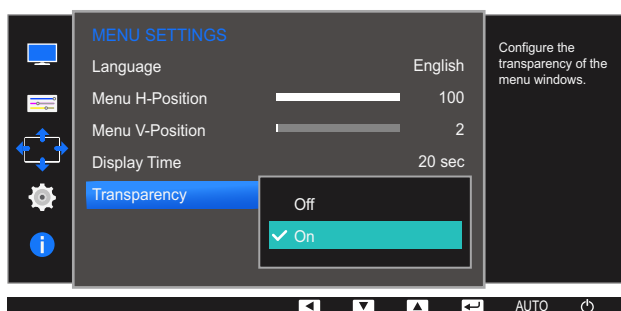 MENU SETTINGS
Language English
Menu H-Position 100
Menu V-Position 2
Display Time 20 sec
Transparency
Off
On
Configure the
transparency of the
menu windows.
AUTO